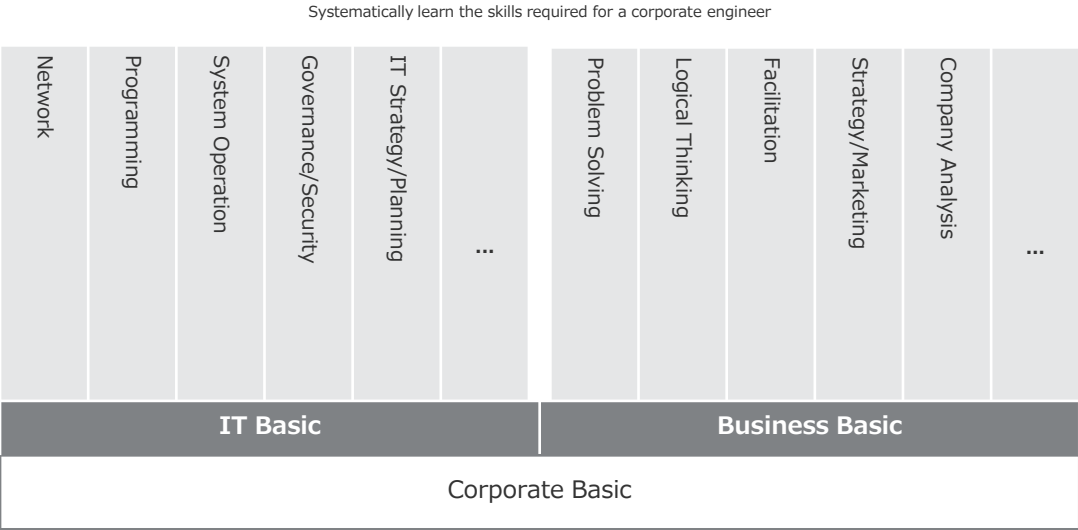 Systematically learn the skills required for a corporate engineer
Network
Programming
System Operation
Governance/Security
IT Strategy/Planning
...
Problem Solving
Logical Thinking
Facilitation
Strategy/Marketing
Company Analysis
...
IT Basic
Business Basic
Corporate Basic